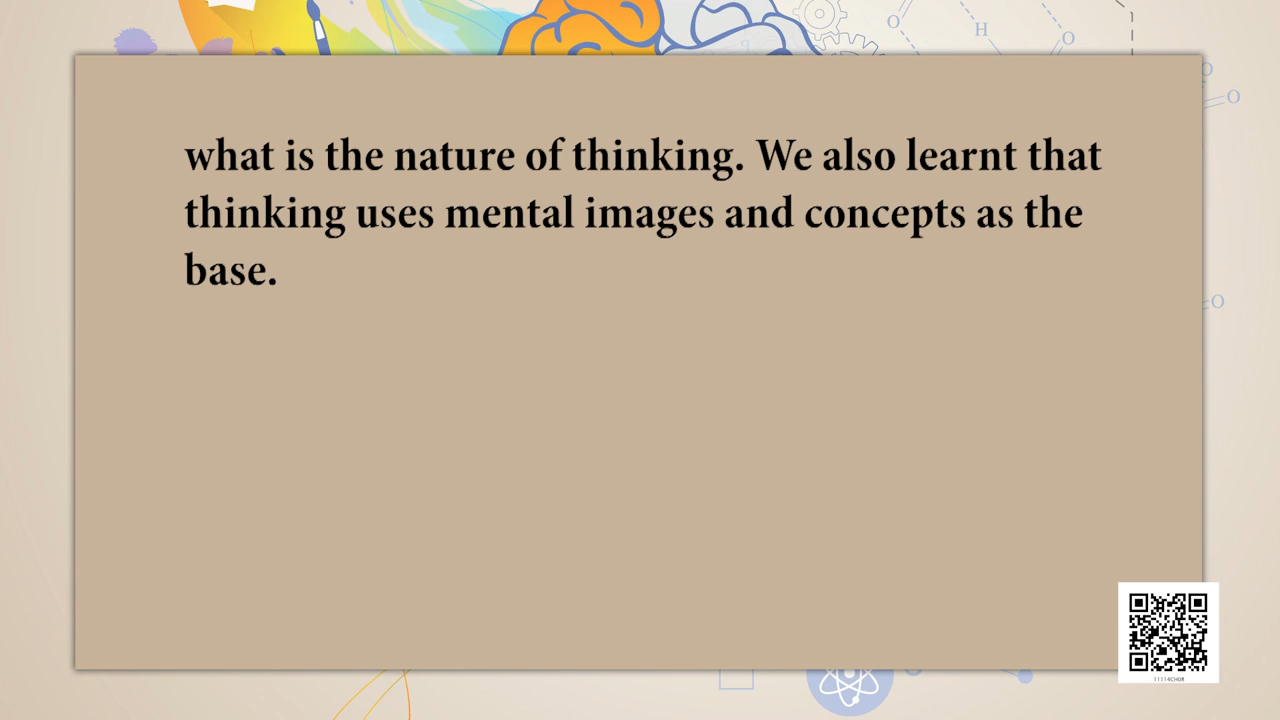 what is the nature of thinking. We also learnt that
thinking uses mental images and concepts as the
base.
O
H
O
O
O
O
11114CH08